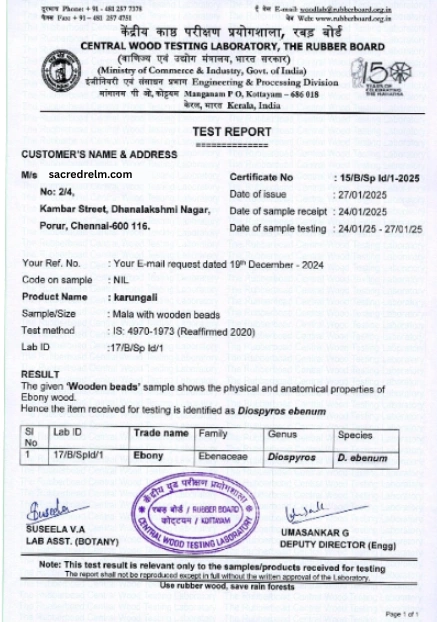 दूरभाष Phone: + 91 - 481 257 7378 ई मेल E-mail: woodlab@rubberboard.org.in
फैक्स Fax : + 91 - 481 257 4751 वेब Web: www.rubberboard.org.in
केंद्रीय काष्ठ परीक्षण प्रयोगशाला, रबड़ बोर्ड
CENTRAL WOOD TESTING LABORATORY, THE RUBBER BOARD
(वाणिज्य एवं उद्योग मंत्रालय, भारत सरकार)
(Ministry of Commerce & Industry, Govt. of India)
इंजीनियरिंग एवं संसाधन प्रभाग Engineering & Processing Division
मांगानम पी ओ, कोट्टयम Manganam P O, Kottayam – 686 018
केरल, भारत Kerala, India
150
YEARS OF
CELEBRATING
THE MAHATMA
TEST REPORT
==============
CUSTOMER'S NAME & ADDRESS
M/s sacredrelm.com Certificate No : 15/B/Sp Id/1-2025
No: 2/4, Date of issue : 27/01/2025
Kambar Street, Dhanalakshmi Nagar, Date of sample receipt : 24/01/2025
Porur, Chennai-600 116. Date of sample testing : 24/01/25 - 27/01/25
Your Ref. No. : Your E-mail request dated 19th December - 2024
Code on sample : NIL
Product Name : karungali
Sample/Size : Mala with wooden beads
Test method : IS: 4970-1973 (Reaffirmed 2020)
Lab ID :17/B/Sp Id/1
RESULT
The given 'Wooden beads' sample shows the physical and anatomical properties of
Ebony wood.
Hence the item received for testing is identified as Diospyros ebenum
Sl No Lab ID Trade name Family Genus Species
1 17/B/SpId/1 Ebony Ebenaceae Diospyros D. ebenum
Suseela
केंद्रीय काष्ठ परीक्षण प्रयोगशाला
रबड़ बोर्ड / RUBBER BOARD
कोट्टयम / KOTTAYAM
CENTRAL WOOD TESTING LABORATORY
SUSEELA V.A UMASANKAR G
LAB ASST. (BOTANY) DEPUTY DIRECTOR (Engg)
Note: This test result is relevant only to the samples/products received for testing
The report shall not be reproduced except in full without the written approval of the Laboratory.
Use rubber wood, save rain forests
Page 1 of 1